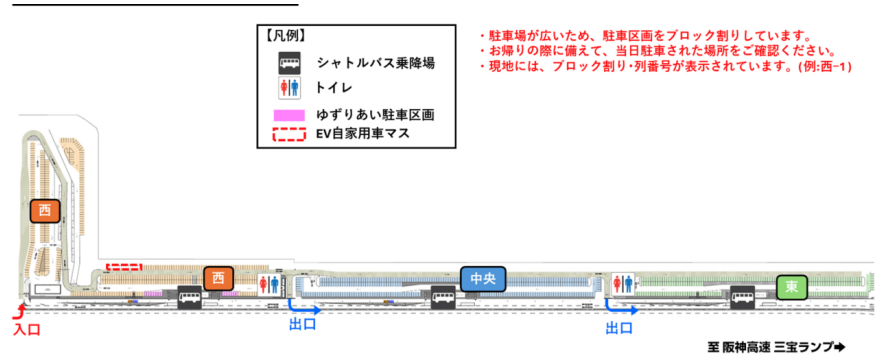 【凡例】
シャトルバス乗降場
トイレ
ゆずりあい駐車区画
EV自家用車マス
・駐車場が広いため、駐車区画をブロック割りしています。
・お帰りの際に備えて、当日駐車された場所をご確認ください。
・現地には、ブロック割り・列番号が表示されています。(例:西-1)
西
西
中央
東
入口
出口
出口
至 阪神高速 三宝ランプ➡